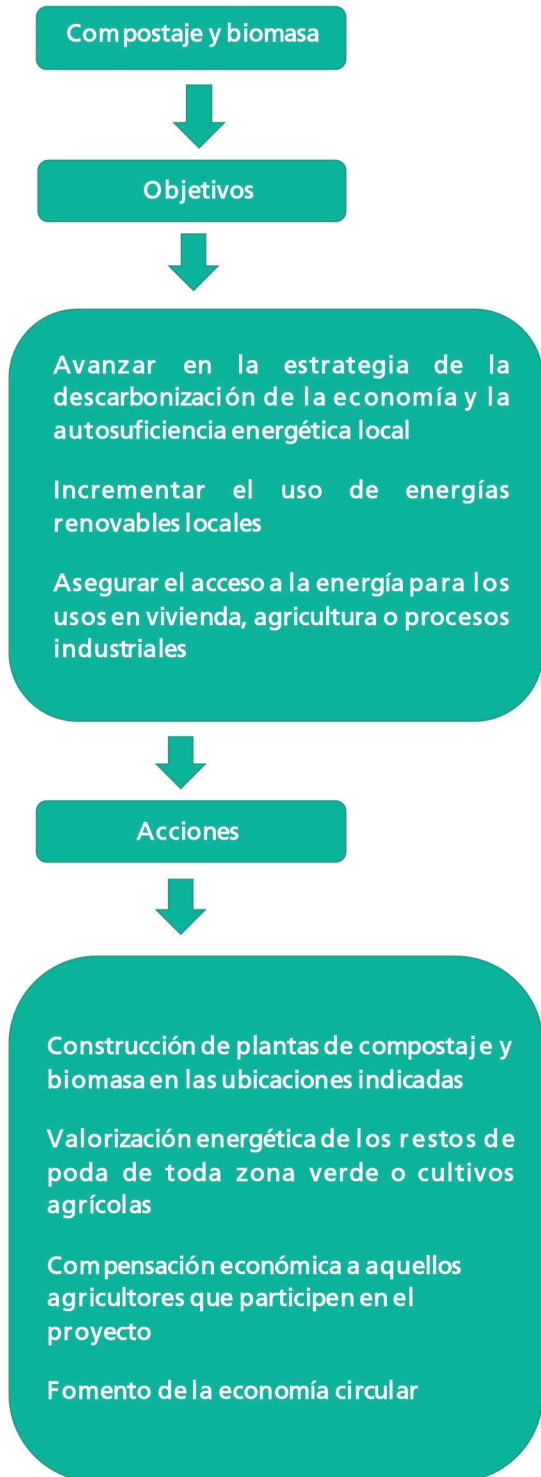 Compostaje y biomasa
Objetivos
Avanzar en la estrategia de la
descarbonización de la economía y la
autosuficiencia energética local
Incrementar el uso de energías
renovables locales
Asegurar el acceso a la energía para los
usos en vivienda, agricultura o procesos
industriales
Acciones
Construcción de plantas de compostaje y
biomasa en las ubicaciones indicadas
Valorización energética de los restos de
poda de toda zona verde o cultivos
agrícolas
Compensación económica a aquellos
agricultores que participen en el
proyecto
Fomento de la economía circular